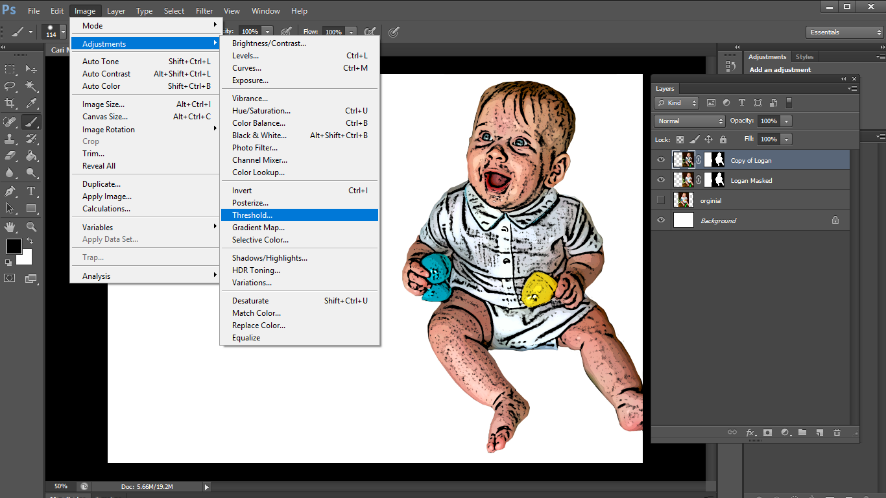 Ps File Edit Image Layer Type Select Filter View Window Help
114 100% Flow: 100% Essentials
Mode
Adjustments
Auto Tone Shift+Ctrl+L
Auto Contrast Alt+Shift+Ctrl+L
Auto Color Shift+Ctrl+B
Image Size... Alt+Ctrl+I
Canvas Size... Alt+Ctrl+C
Image Rotation
Crop
Trim...
Reveal All
Duplicate...
Apply Image...
Calculations...
Variables
Apply Data Set...
Trap...
Analysis
Brightness/Contrast...
Levels... Ctrl+L
Curves... Ctrl+M
Exposure...
Vibrance...
Hue/Saturation... Ctrl+U
Color Balance... Ctrl+B
Black & White... Alt+Shift+Ctrl+B
Photo Filter...
Channel Mixer...
Color Lookup...
Invert Ctrl+I
Posterize...
Threshold...
Gradient Map...
Selective Color...
Shadows/Highlights...
HDR Toning...
Variations...
Desaturate Shift+Ctrl+U
Match Color...
Replace Color...
Equalize
Adjustments Styles
Add an adjustment
Layers
Kind
Normal Opacity: 100%
Lock: Fill: 100%
Copy of Logan
Logan Masked
orginial
Background
50% Doc: 5.66M/19.2M